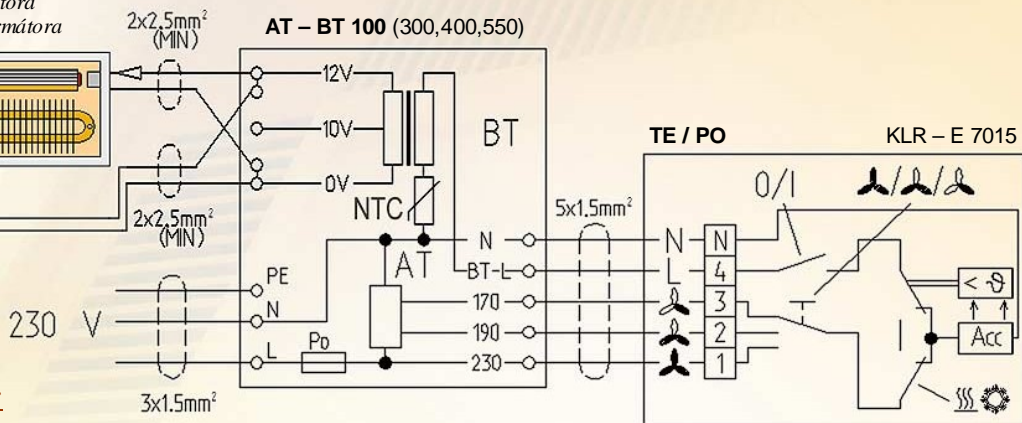 rmátora
2x2.5mm²
(MIN)
AT – BT 100 (300,400,550)
12V
10V
0V
BT
NTC
2x2.5mm²
(MIN)
AT
PE
N
L
230 V
Po
3x1.5mm²
N
BT-L
170
190
230
5x1.5mm²
TE / PO
KLR – E 7015
0/I
N N
L 4
3
2
1
< ϑ
Acc